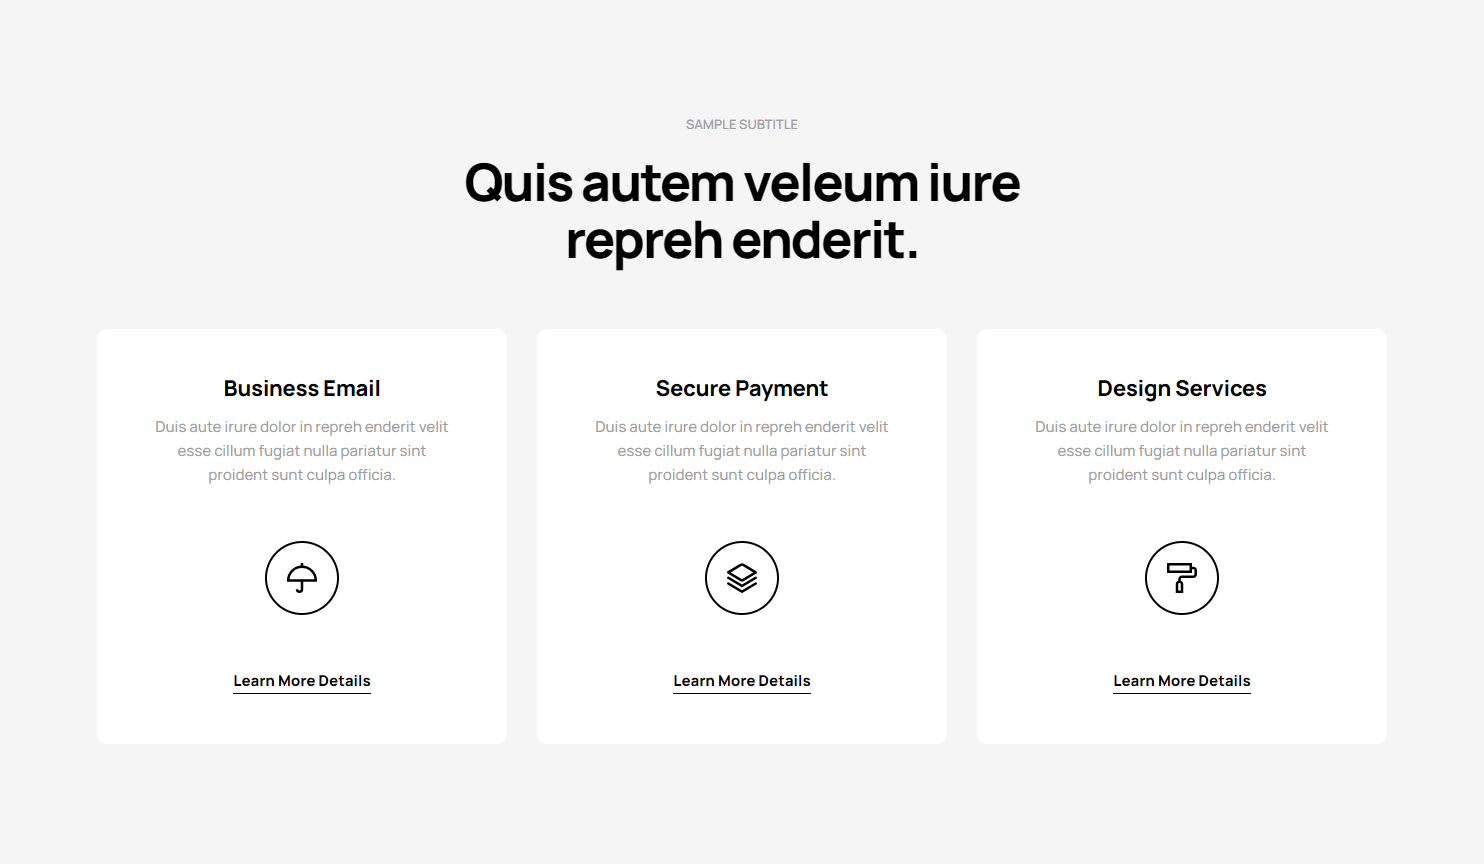 SAMPLE SUBTITLE
Quis autem veleum iure
repreh enderit.
Business Email
Duis aute irure dolor in repreh enderit velit
esse cillum fugiat nulla pariatur sint
proident sunt culpa officia.
Learn More Details
Secure Payment
Duis aute irure dolor in repreh enderit velit
esse cillum fugiat nulla pariatur sint
proident sunt culpa officia.
Learn More Details
Design Services
Duis aute irure dolor in repreh enderit velit
esse cillum fugiat nulla pariatur sint
proident sunt culpa officia.
Learn More Details